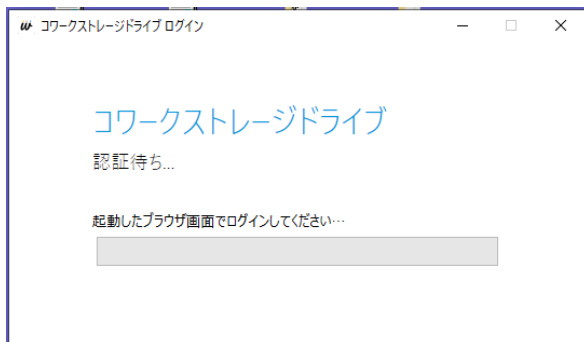 コワークストレージドライブ ログイン
コワークストレージドライブ
認証待ち...
起動したブラウザ画面でログインしてください…